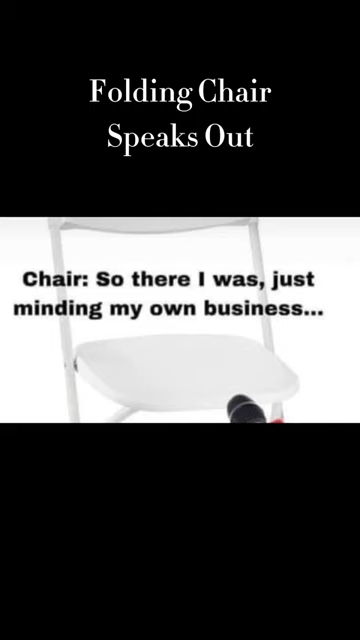 Folding Chair
Speaks Out
Chair: So there I was, just
minding my own business...